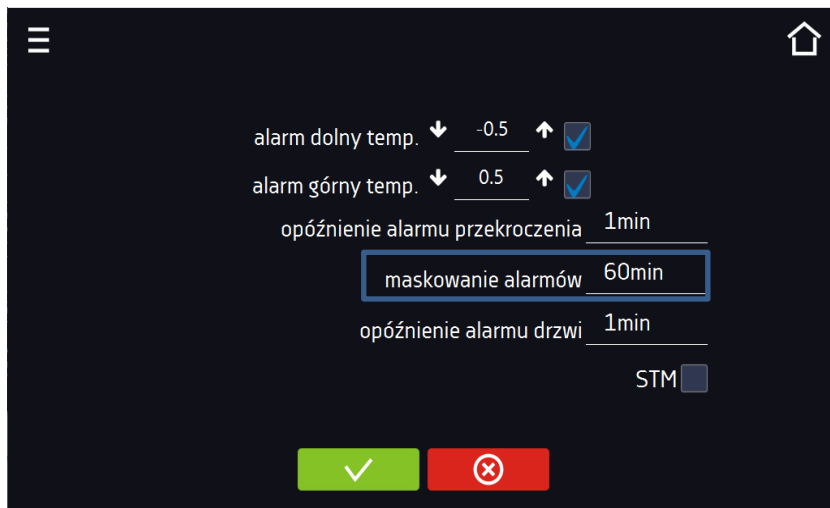 alarm dolny temp. -0.5
alarm górny temp. 0.5
opóźnienie alarmu przekroczenia 1min
maskowanie alarmów 60min
opóźnienie alarmu drzwi 1min
STM